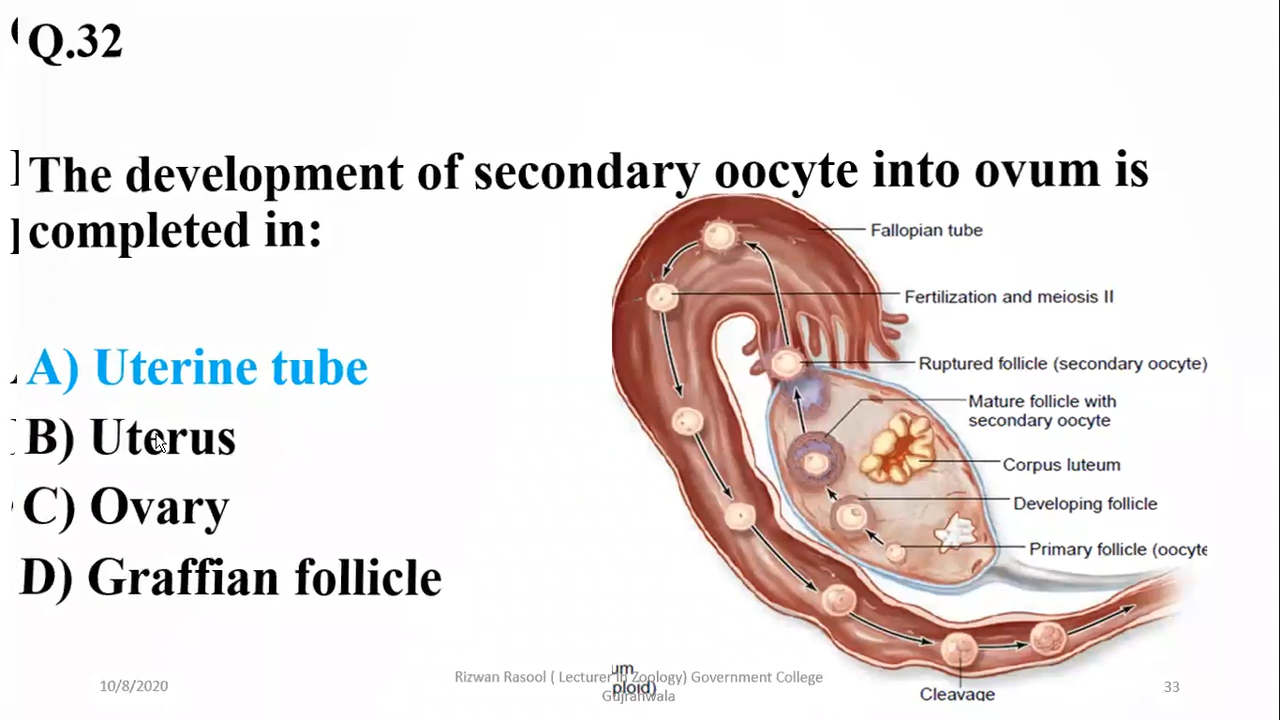 Q.32
The development of secondary oocyte into ovum is
completed in:
A) Uterine tube
B) Uterus
C) Ovary
D) Graffian follicle
Fallopian tube
Fertilization and meiosis II
Ruptured follicle (secondary oocyte)
Mature follicle with
secondary oocyte
Corpus luteum
Developing follicle
Primary follicle (oocyte
Cleavage
um
ploid)
10/8/2020
Rizwan Rasool ( Lecturer in Zoology) Government College
Gujranwala
33